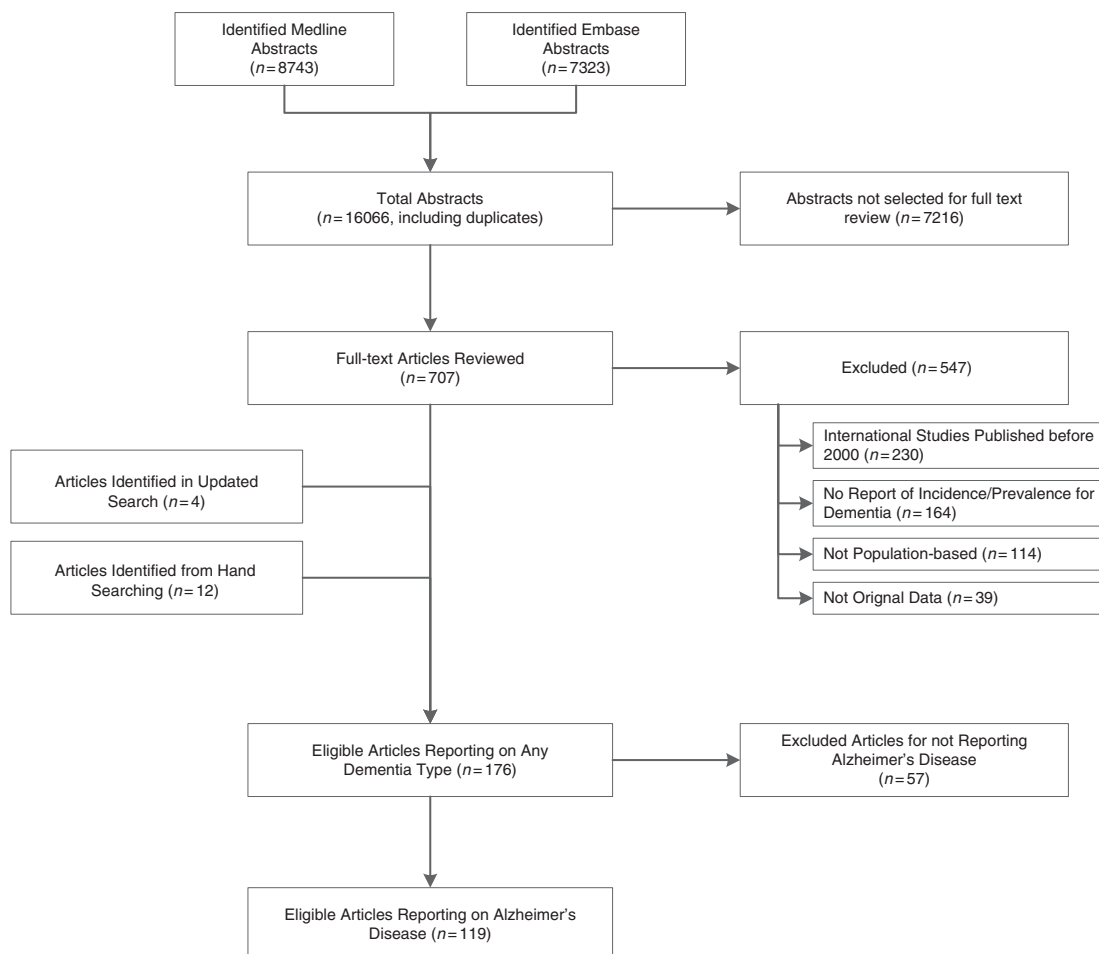 Identified Medline
Abstracts
(n=8743)
Identified Embase
Abstracts
(n=7323)
Total Abstracts
(n=16066, including duplicates)
Abstracts not selected for full text
review (n=7216)
Full-text Articles Reviewed
(n=707)
Excluded (n=547)
International Studies Published before
2000 (n=230)
No Report of Incidence/Prevalence for
Dementia (n=164)
Not Population-based (n=114)
Not Orignal Data (n=39)
Articles Identified in Updated
Search (n=4)
Articles Identified from Hand
Searching (n=12)
Eligible Articles Reporting on Any
Dementia Type (n=176)
Excluded Articles for not Reporting
Alzheimer's Disease
(n=57)
Eligible Articles Reporting on Alzheimer's
Disease (n=119)